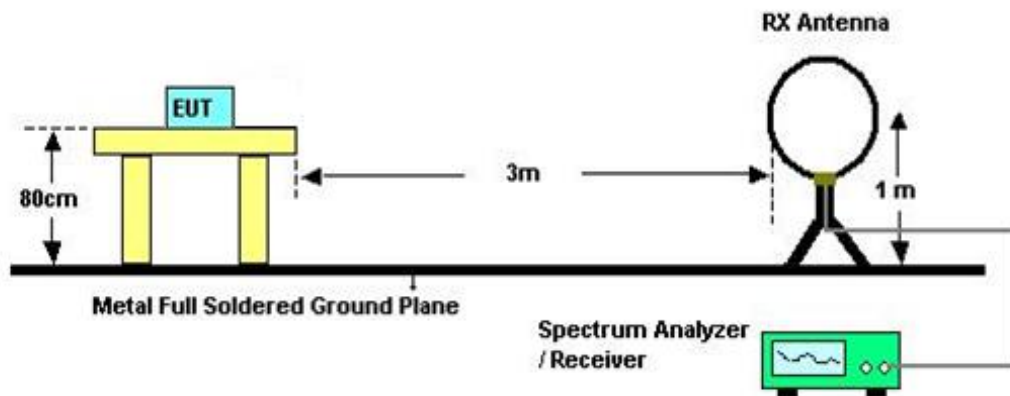 RX Antenna
EUT
80cm
3m
1 m
Metal Full Soldered Ground Plane
Spectrum Analyzer
/ Receiver